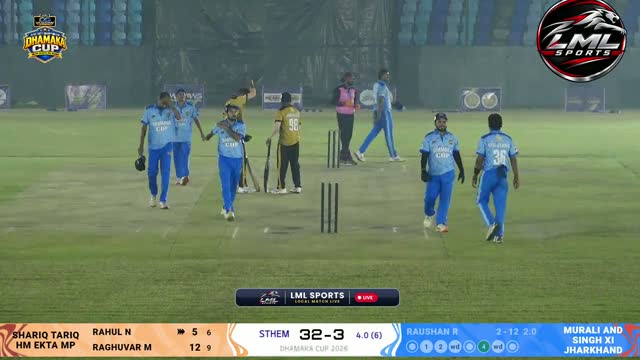 DHAMAKA
CUP
LML
SPORTS
98
36
LML SPORTS
LOCAL MATCH LIVE
LIVE
SHARIQ TARIQ
HM EKTA MP
RAHUL N 5 6
RAGHUVAR M 12 9
STHEM 32-3 4.0 (6)
DHAMAKA CUP 2026
RAUSHAN R 2-12 2.0
wd 4 wd
MURALI AND
SINGH XI
JHARKHAND